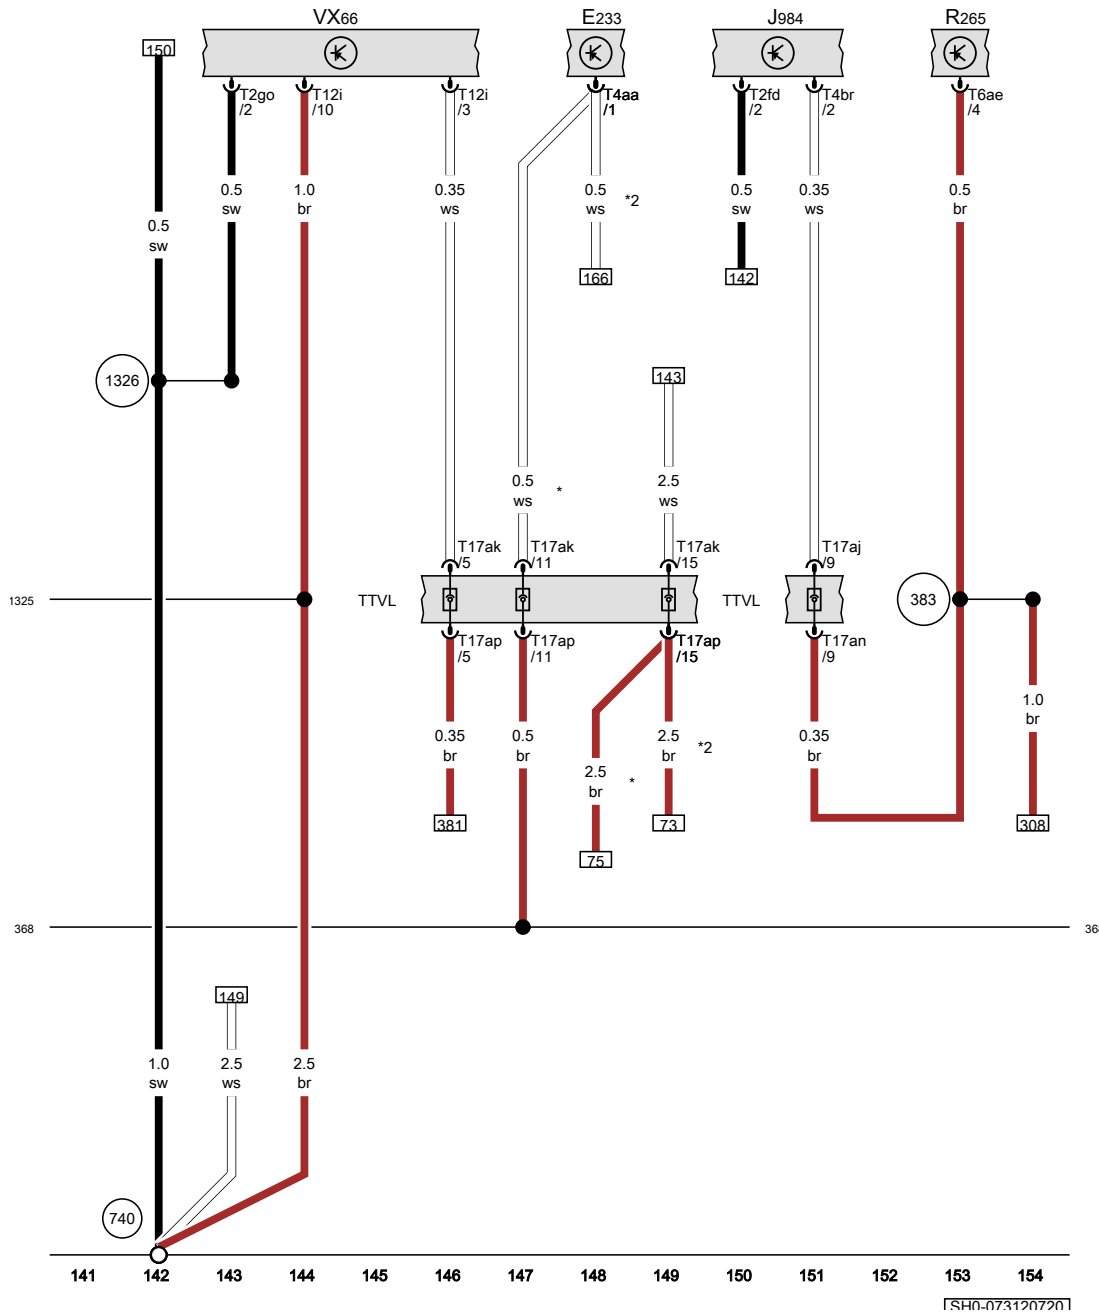 VX66 E233 J984 R265
150
T2go T12i T12i T4aa T2fd T4br T6ae
/2 /10 /3 /1 /2 /2 /4
0.5 1.0 0.35 0.5 0.5 0.35 0.5
sw br ws ws *2 sw ws br
0.5
sw
166 142
1326
143
0.5 2.5
ws * ws
T17ak T17ak T17ak T17aj
/5 /11 /15 /9
1325 TTVL TTVL 383
T17ap T17ap T17ap T17an
/5 /11 /15 /9
1.0
br
0.35 0.5 2.5 0.35
br br br *2 br
2.5
br *
381 73 308
75
368 36
149
1.0 2.5 2.5
sw ws br
740
141 142 143 144 145 146 147 148 149 150 151 152 153 154
SH0-073120720